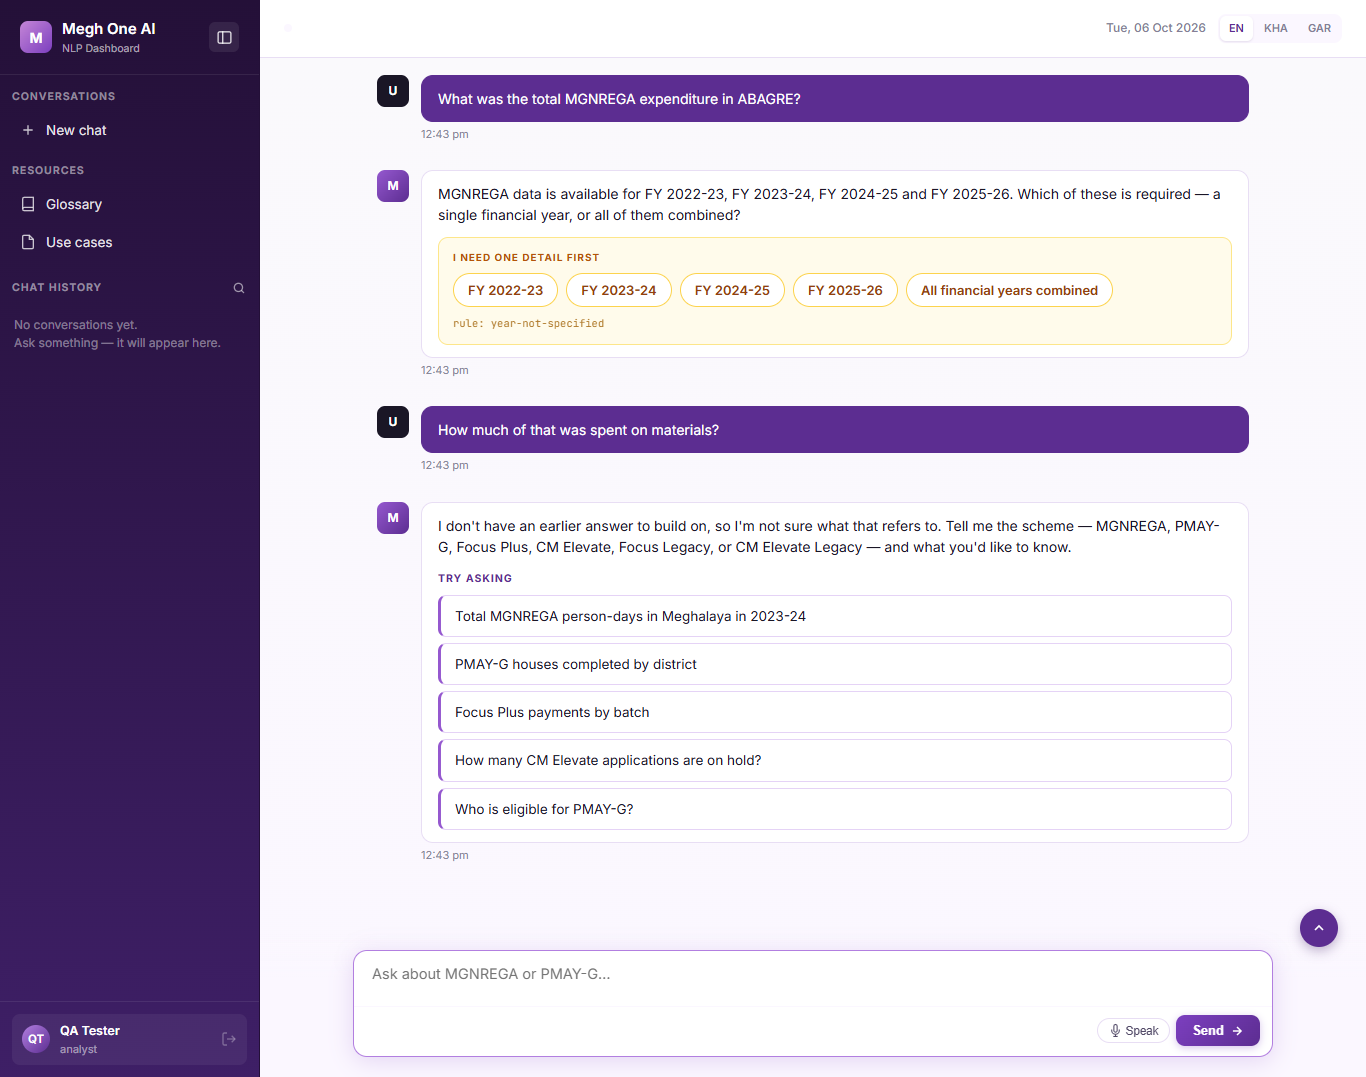 M
Megh One AI
NLP Dashboard
CONVERSATIONS
New chat
RESOURCES
Glossary
Use cases
CHAT HISTORY
No conversations yet.
Ask something — it will appear here.
QT
QA Tester
analyst
Tue, 06 Oct 2026
EN
KHA
GAR
U
What was the total MGNREGA expenditure in ABAGRE?
12:43 pm
M
MGNREGA data is available for FY 2022-23, FY 2023-24, FY 2024-25 and FY 2025-26. Which of these is required — a
single financial year, or all of them combined?
I NEED ONE DETAIL FIRST
FY 2022-23
FY 2023-24
FY 2024-25
FY 2025-26
All financial years combined
rule: year-not-specified
12:43 pm
U
How much of that was spent on materials?
12:43 pm
M
I don't have an earlier answer to build on, so I'm not sure what that refers to. Tell me the scheme — MGNREGA, PMAY-
G, Focus Plus, CM Elevate, Focus Legacy, or CM Elevate Legacy — and what you'd like to know.
TRY ASKING
Total MGNREGA person-days in Meghalaya in 2023-24
PMAY-G houses completed by district
Focus Plus payments by batch
How many CM Elevate applications are on hold?
Who is eligible for PMAY-G?
12:43 pm
Ask about MGNREGA or PMAY-G...
Speak
Send →